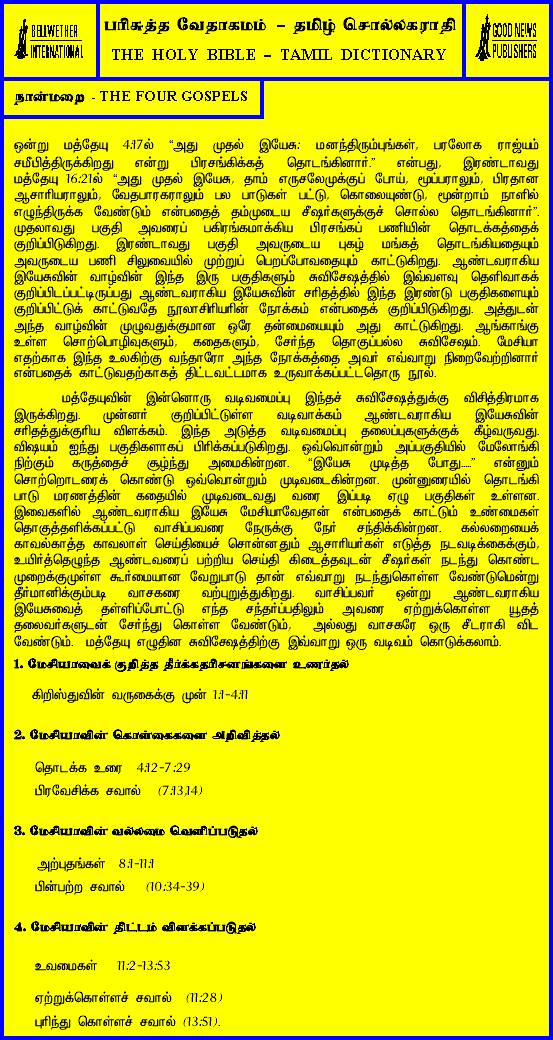 BELLWETHER
INTERNATIONAL
பரிசுத்த வேதாகமம் - தமிழ் சொல்லகராதி
THE HOLY BIBLE – TAMIL DICTIONARY
GOOD NEWS
PUBLISHERS
நான்மறை - THE FOUR GOSPELS
ஒன்று மத்தேயு 4:17ல் “அது முதல் இயேசு: மனந்திரும்புங்கள், பரலோக ராஜ்யம்
சமீபித்திருக்கிறது என்று பிரசங்கிக்கத் தொடங்கினார்.” என்பது, இரண்டாவது
மத்தேயு 16:21ல் “அது முதல் இயேசு, தாம் எருசலேமுக்குப் போய், மூப்பராலும், பிரதான
ஆசாரியராலும், வேதபாரகராலும் பல பாடுகள் பட்டு, கொலையுண்டு, மூன்றாம் நாளில்
எழுந்திருக்க வேண்டும் என்பதைத் தம்முடைய சீஷர்களுக்குச் சொல்ல தொடங்கினார்”.
முதலாவது பகுதி அவரைப் பகிரங்கமாக்கிய பிரசங்கப் பணியின் தொடக்கத்தைக்
குறிப்பிடுகிறது. இரண்டாவது பகுதி அவருடைய புகழ் மங்கத் தொடங்கியதையும்
அவருடைய பணி சிலுவையில் முற்றுப் பெறப்போவதையும் காட்டுகிறது. ஆண்டவராகிய
இயேசுவின் வாழ்வின் இந்த இரு பகுதிகளும் சுவிசேஷத்தில் இவ்வளவு தெளிவாகக்
குறிப்பிடப்பட்டிருப்பது ஆண்டவராகிய இயேசுவின் சரிதத்தில் இந்த இரண்டு பகுதிகளையும்
குறிப்பிட்டுக் காட்டுவதே நூலாசிரியரின் நோக்கம் என்பதைக் குறிப்பிடுகிறது. அத்துடன்
அந்த வாழ்வின் முழுவதுக்குமான ஒரே தன்மையையும் அது காட்டுகிறது. ஆங்காங்கு
உள்ள சொற்பொழிவுகளும், கதைகளும், சேர்ந்த தொகுப்பல்ல சுவிசேஷம். மேசியா
எதற்காக இந்த உலகிற்கு வந்தாரோ அந்த நோக்கத்தை அவர் எவ்வாறு நிறைவேற்றினார்
என்பதைக் காட்டுவதற்காகத் திட்டவட்டமாக உருவாக்கப்பட்டதொரு நூல்.
மத்தேயுவின் இன்னொரு வடிவமைப்பு இந்தச் சுவிசேஷத்துக்கு விசித்திரமாக
இருக்கிறது. முன்னர் குறிப்பிட்டுள்ள வடிவாக்கம் ஆண்டவராகிய இயேசுவின்
சரிதத்துக்குரிய விளக்கம். இந்த அடுத்த வடிவமைப்பு தலைப்புகளுக்குக் கீழ்வருவது.
விஷயம் ஐந்து பகுதிகளாகப் பிரிக்கப்படுகிறது. ஒவ்வொன்றும் அப்பகுதியில் மேலோங்கி
நிற்கும் கருத்தைச் சூழ்ந்து அமைகின்றன. “இயேசு முடித்த போது.....” என்னும்
சொற்றொடரைக் கொண்டு ஒவ்வொன்றும் முடிவடைகின்றன. முன்னுரையில் தொடங்கி
பாடு மரணத்தின் கதையில் முடிவடைவது வரை இப்படி ஏழு பகுதிகள் உள்ளன.
இவைகளில் ஆண்டவராகிய இயேசு மேசியாவேதான் என்பதைக் காட்டும் உண்மைகள்
தொகுத்தளிக்கப்பட்டு வாசிப்பவரை நேருக்கு நேர் சந்திக்கின்றன. கல்லறையைக்
காவல்காத்த காவலாள் செய்தியைச் சொன்னதும் ஆசாரியர்கள் எடுத்த நடவடிக்கைக்கும்,
உயிர்த்தெழுந்த ஆண்டவரைப் பற்றிய செய்தி கிடைத்தவுடன் சீஷர்கள் நடந்து கொண்ட
முறைக்குமுள்ள கூர்மையான வேறுபாடு தான் எவ்வாறு நடந்துகொள்ள வேண்டுமென்று
தீர்மானிக்கும்படி வாசகரை வற்புறுத்துகிறது. வாசிப்பவர் ஒன்று ஆண்டவராகிய
இயேசுவைத் தள்ளிப்போட்டு எந்த சந்தர்ப்பதிலும் அவரை ஏற்றுக்கொள்ள யூதத்
தலைவர்களுடன் சேர்ந்து கொள்ள வேண்டும், அல்லது வாசகரே ஒரு சீடராகி விட
வேண்டும். மத்தேயு எழுதின சுவிசேஷத்திற்கு இவ்வாறு ஒரு வடிவம் கொடுக்கலாம்.
1. மேசியாவைக் குறித்த தீர்க்கதரிசனங்களை உணர்தல்
கிறிஸ்துவின் வருகைக்கு முன் 1:1-4:11
2. மேசியாவின் கொள்கைகளை அறிவித்தல்
தொடக்க உரை 4:12-7:29
பிரவேசிக்க சவால் (7:13,14)
3. மேசியாவின் வல்லமை வெளிப்படுதல்
அற்புதங்கள் 8:1-11:1
பின்பற்ற சவால் (10:34-39)
4. மேசியாவின் திட்டம் விளக்கப்படுதல்
உவமைகள் 11:2-13:53
ஏற்றுக்கொள்ளச் சவால் (11:28)
புரிந்து கொள்ளச் சவால் (13:51).